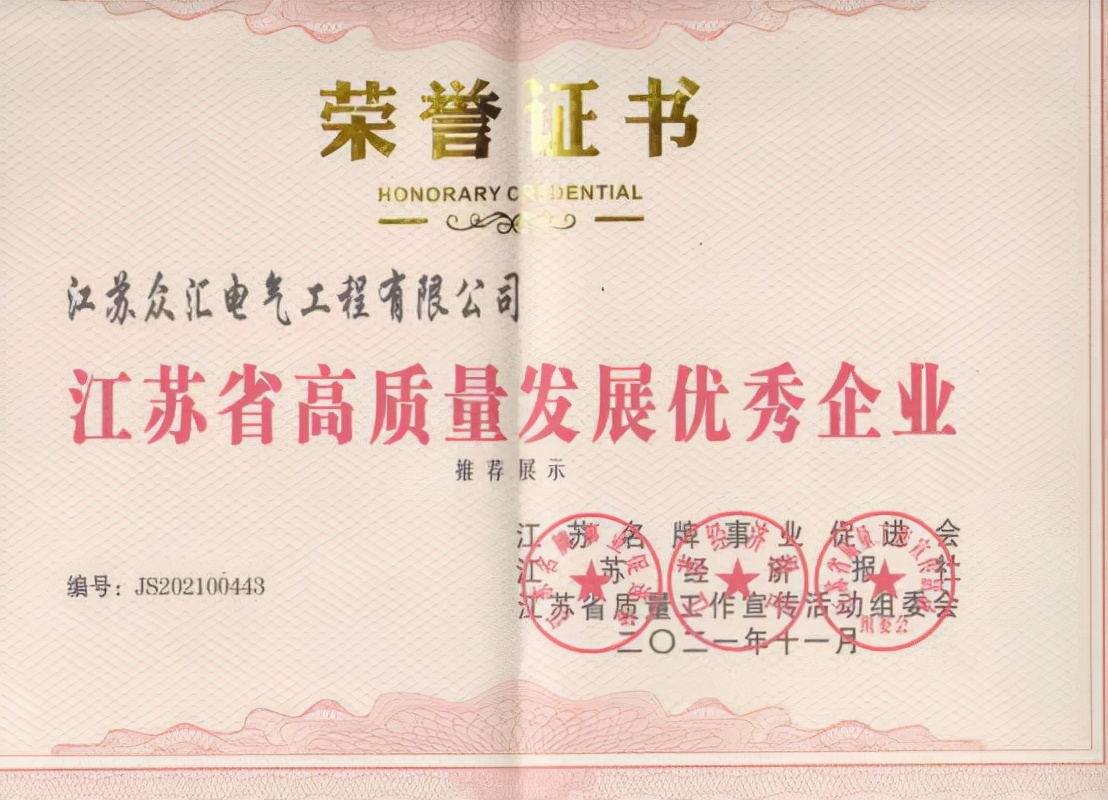 荣誉证书
HONORARY CREDENTIAL
江苏众汇电气工程有限公司
江苏省高质量发展优秀企业
推荐展示
江苏名牌事业促进会
江苏经济报社
编号：JS202100443
江苏省质量工作宣传活动组委会
二〇二一年十一月
组委会